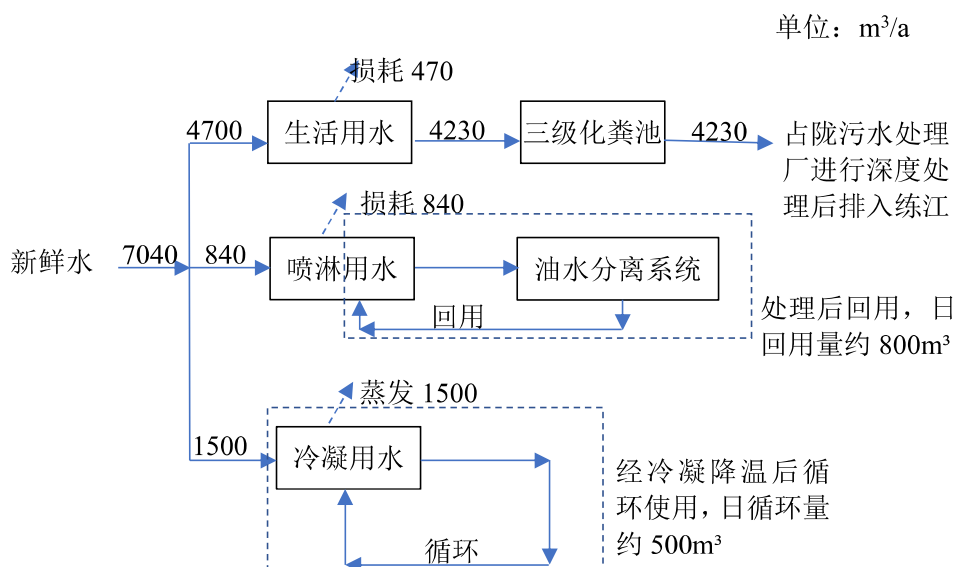 单位：m³/a
损耗 470
4700
生活用水
4230
三级化粪池
4230
占陇污水处理
厂进行深度处
理后排入练江
损耗 840
新鲜水
7040
840
喷淋用水
油水分离系统
回用
处理后回用，日
回用量约 800m³
蒸发 1500
1500
冷凝用水
经冷凝降温后循
环使用，日循环量
约 500m³
循环